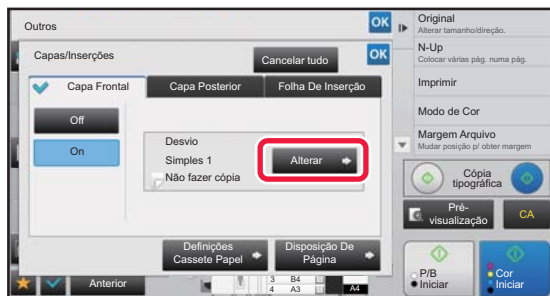 Outros
OK
Capas/Inserções
Cancelar tudo
OK
Capa Frontal
Capa Posterior
Folha De Inserção
Off
On
Desvio
Simples 1
Não fazer cópia
Alterar
Definições
Cassete Papel
Disposição De
Página
Anterior
3 B4
4 A3
A4
Original
Alterar tamanho/direção.
N-Up
Colocar várias pág. numa pág.
Imprimir
Modo de Cor
Margem Arquivo
Mudar posição p/ obter margem
Cópia
tipográfica
Pré-
visualização
CA
P/B
Iniciar
Cor
Iniciar